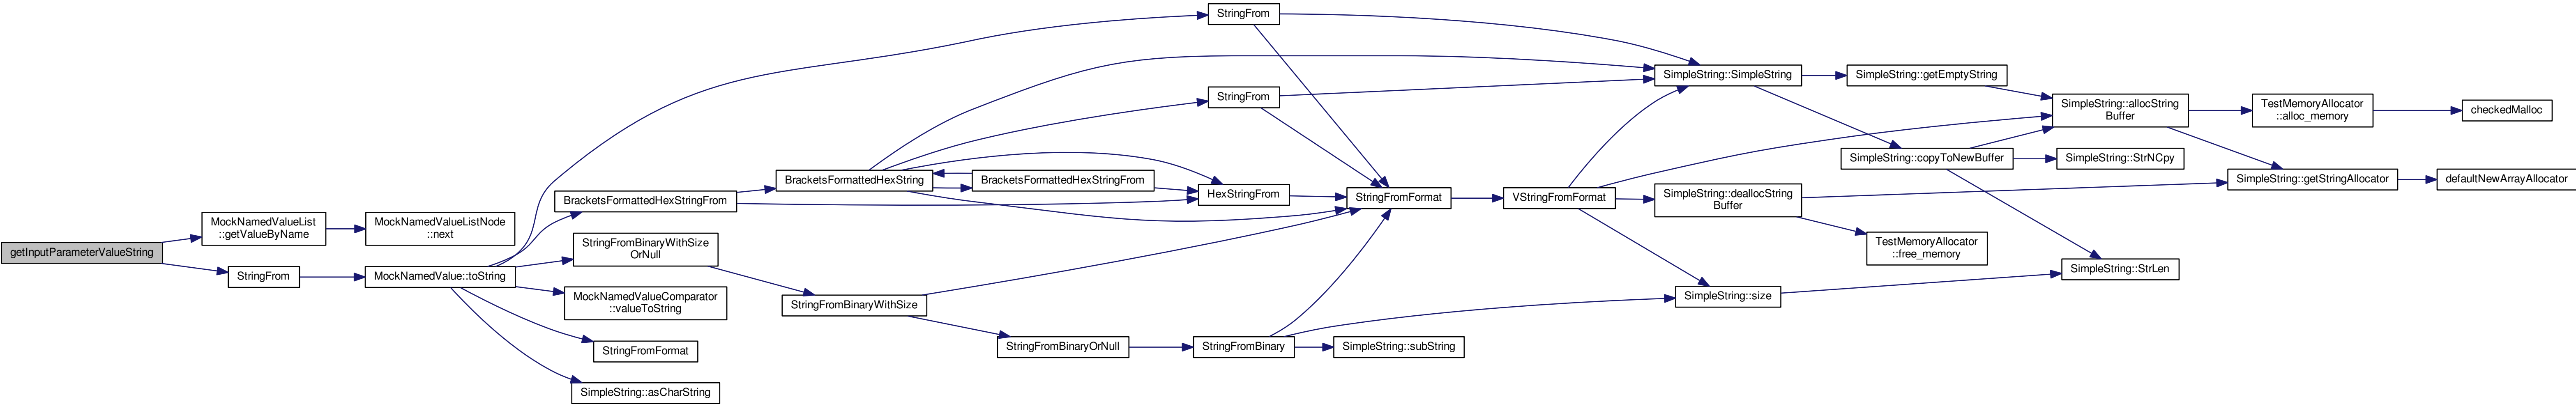 getInputParameterValueString
MockNamedValueList
::getValueByName
StringFrom
MockNamedValueListNode
::next
MockNamedValue::toString
BracketsFormattedHexStringFrom
StringFromBinaryWithSize
OrNull
MockNamedValueComparator
::valueToString
StringFromFormat
SimpleString::asCharString
BracketsFormattedHexString
StringFromBinaryWithSize
BracketsFormattedHexStringFrom
StringFromBinaryOrNull
StringFrom
StringFrom
HexStringFrom
StringFromBinary
StringFromFormat
SimpleString::subString
VStringFromFormat
SimpleString::SimpleString
SimpleString::deallocString
Buffer
SimpleString::size
SimpleString::getEmptyString
SimpleString::copyToNewBuffer
TestMemoryAllocator
::free_memory
SimpleString::allocString
Buffer
SimpleString::StrNCpy
SimpleString::StrLen
TestMemoryAllocator
::alloc_memory
SimpleString::getStringAllocator
checkedMalloc
defaultNewArrayAllocator